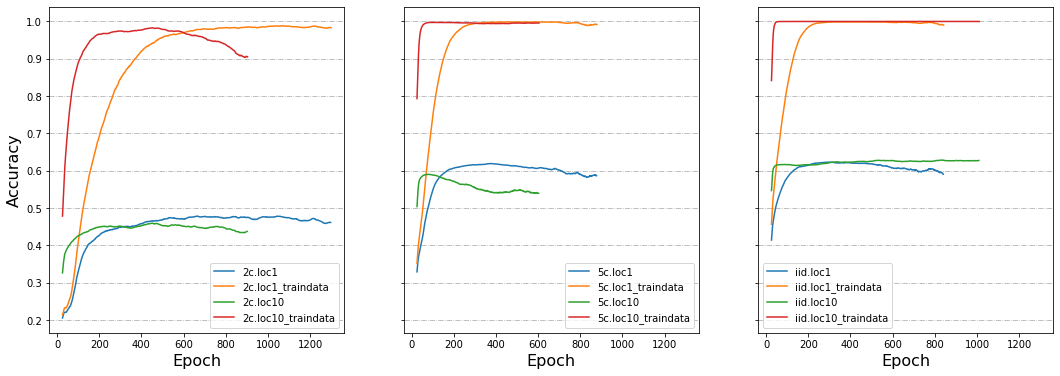 Accuracy
1.0
0.9
0.8
0.7
0.6
0.5
0.4
0.3
0.2
0 200 400 600 800 1000 1200
Epoch
2c.loc1
2c.loc1_traindata
2c.loc10
2c.loc10_traindata
0 200 400 600 800 1000 1200
Epoch
5c.loc1
5c.loc1_traindata
5c.loc10
5c.loc10_traindata
0 200 400 600 800 1000 1200
Epoch
iid.loc1
iid.loc1_traindata
iid.loc10
iid.loc10_traindata